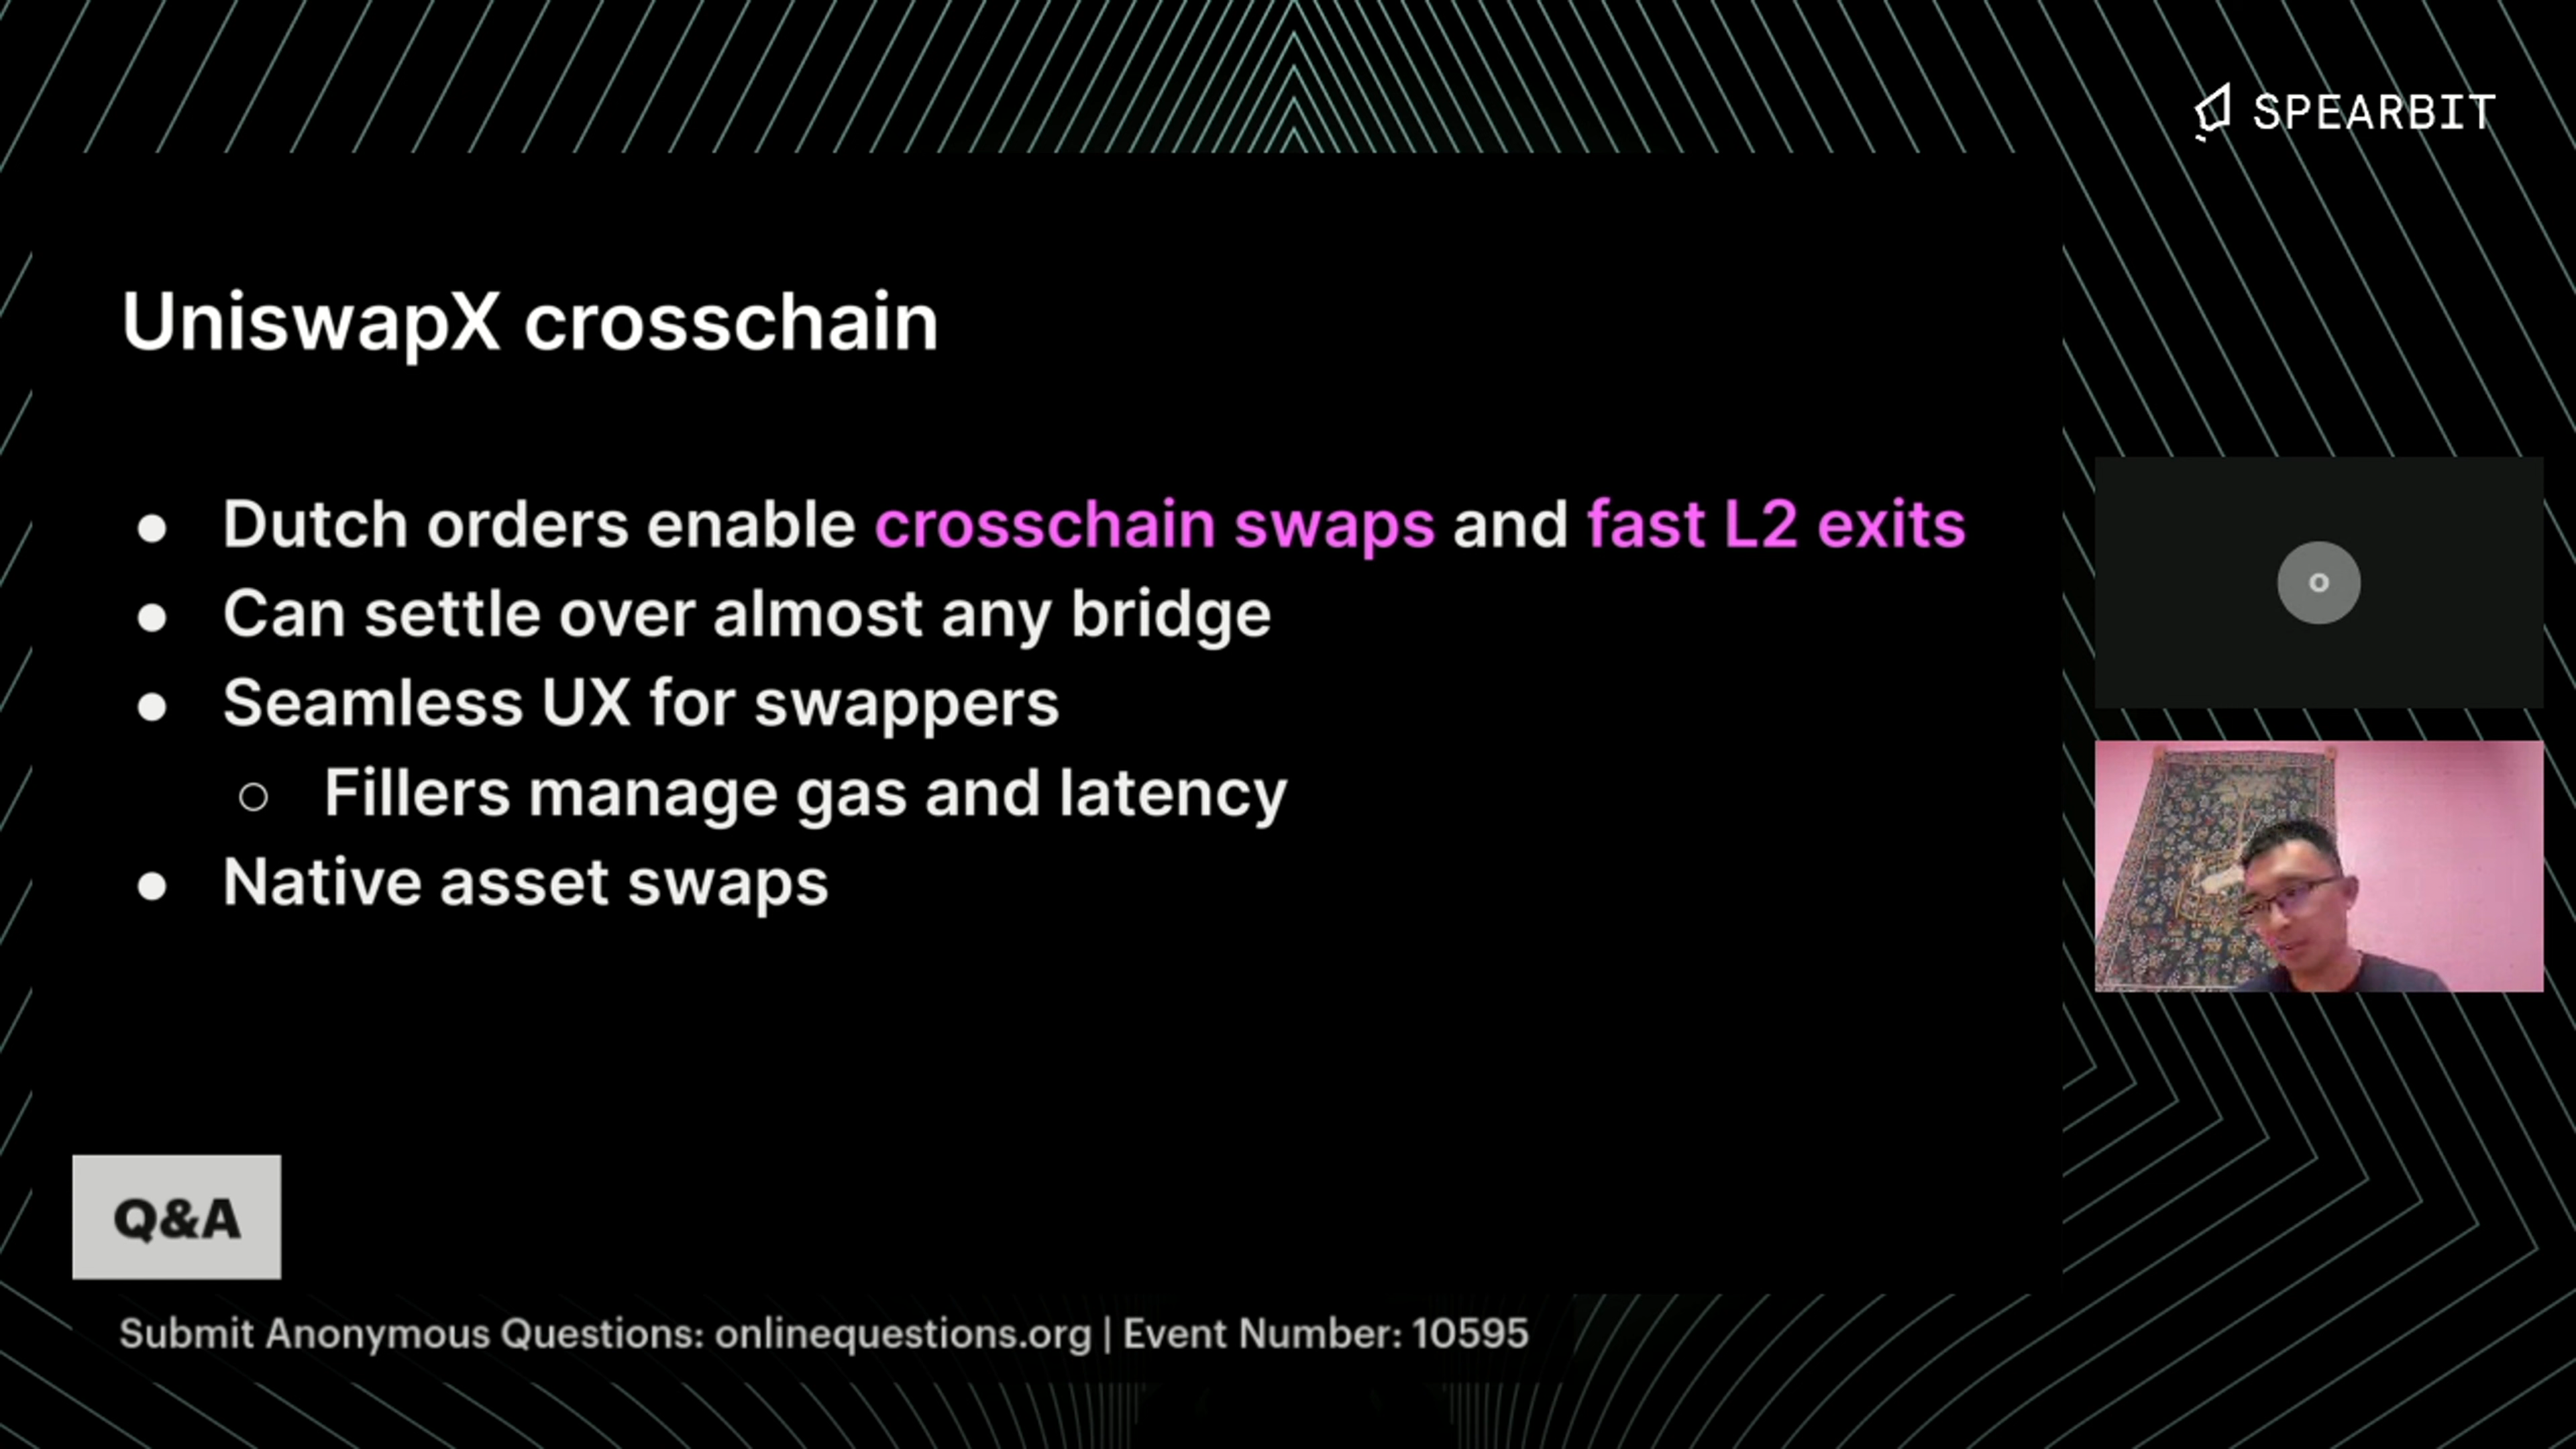 SPEARBIT
UniswapX crosschain
● Dutch orders enable crosschain swaps and fast L2 exits
● Can settle over almost any bridge
● Seamless UX for swappers
○ Fillers manage gas and latency
● Native asset swaps
o
Q&A
Submit Anonymous Questions: onlinequestions.org | Event Number: 10595